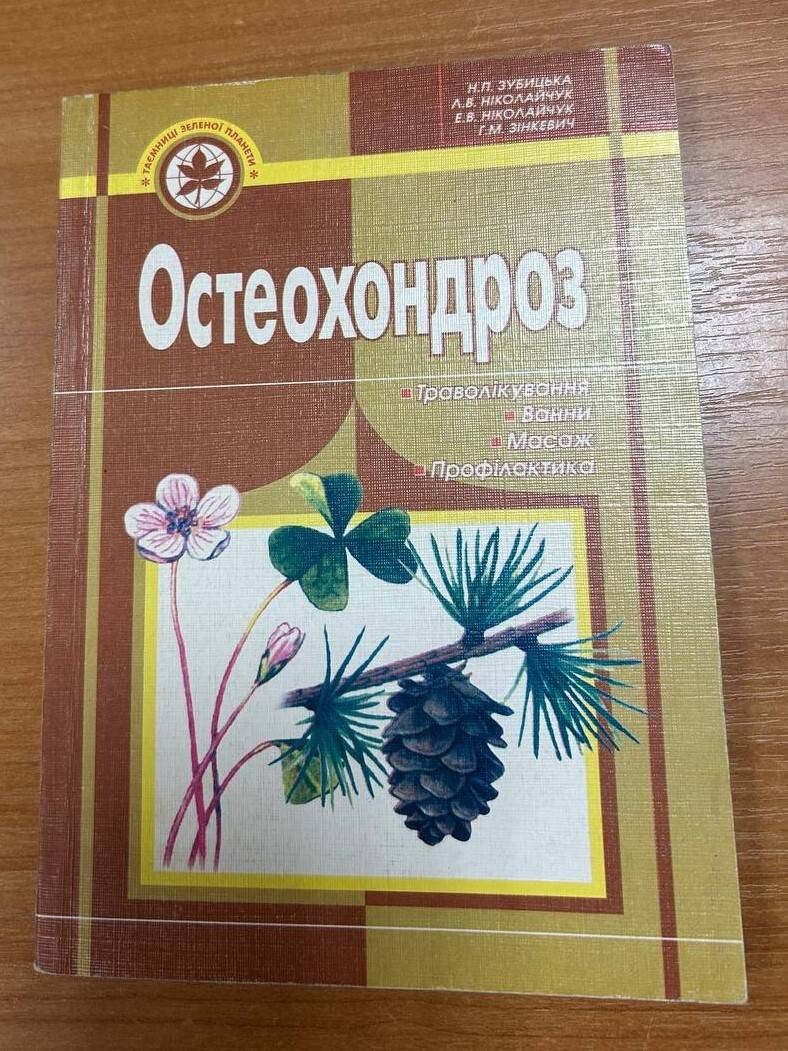 Н.П. ЗУБИЦЬКА
Л.В. НІКОЛАЙЧУК
Е.В. НІКОЛАЙЧУК
Г.М. ЗІНКЕВИЧ
* ТАЄМНИЦІ ЗЕЛЕНОЇ ПЛАНЕТИ *
Остеохондроз
Траволікування
Ванни
Масаж
Профілактика